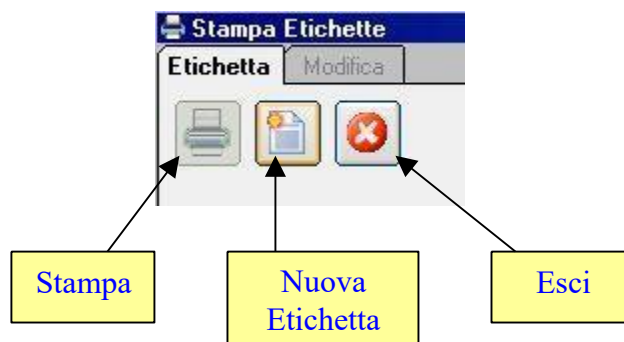 Stampa Etichette
Etichetta Modifica
Stampa
Nuova
Etichetta
Esci